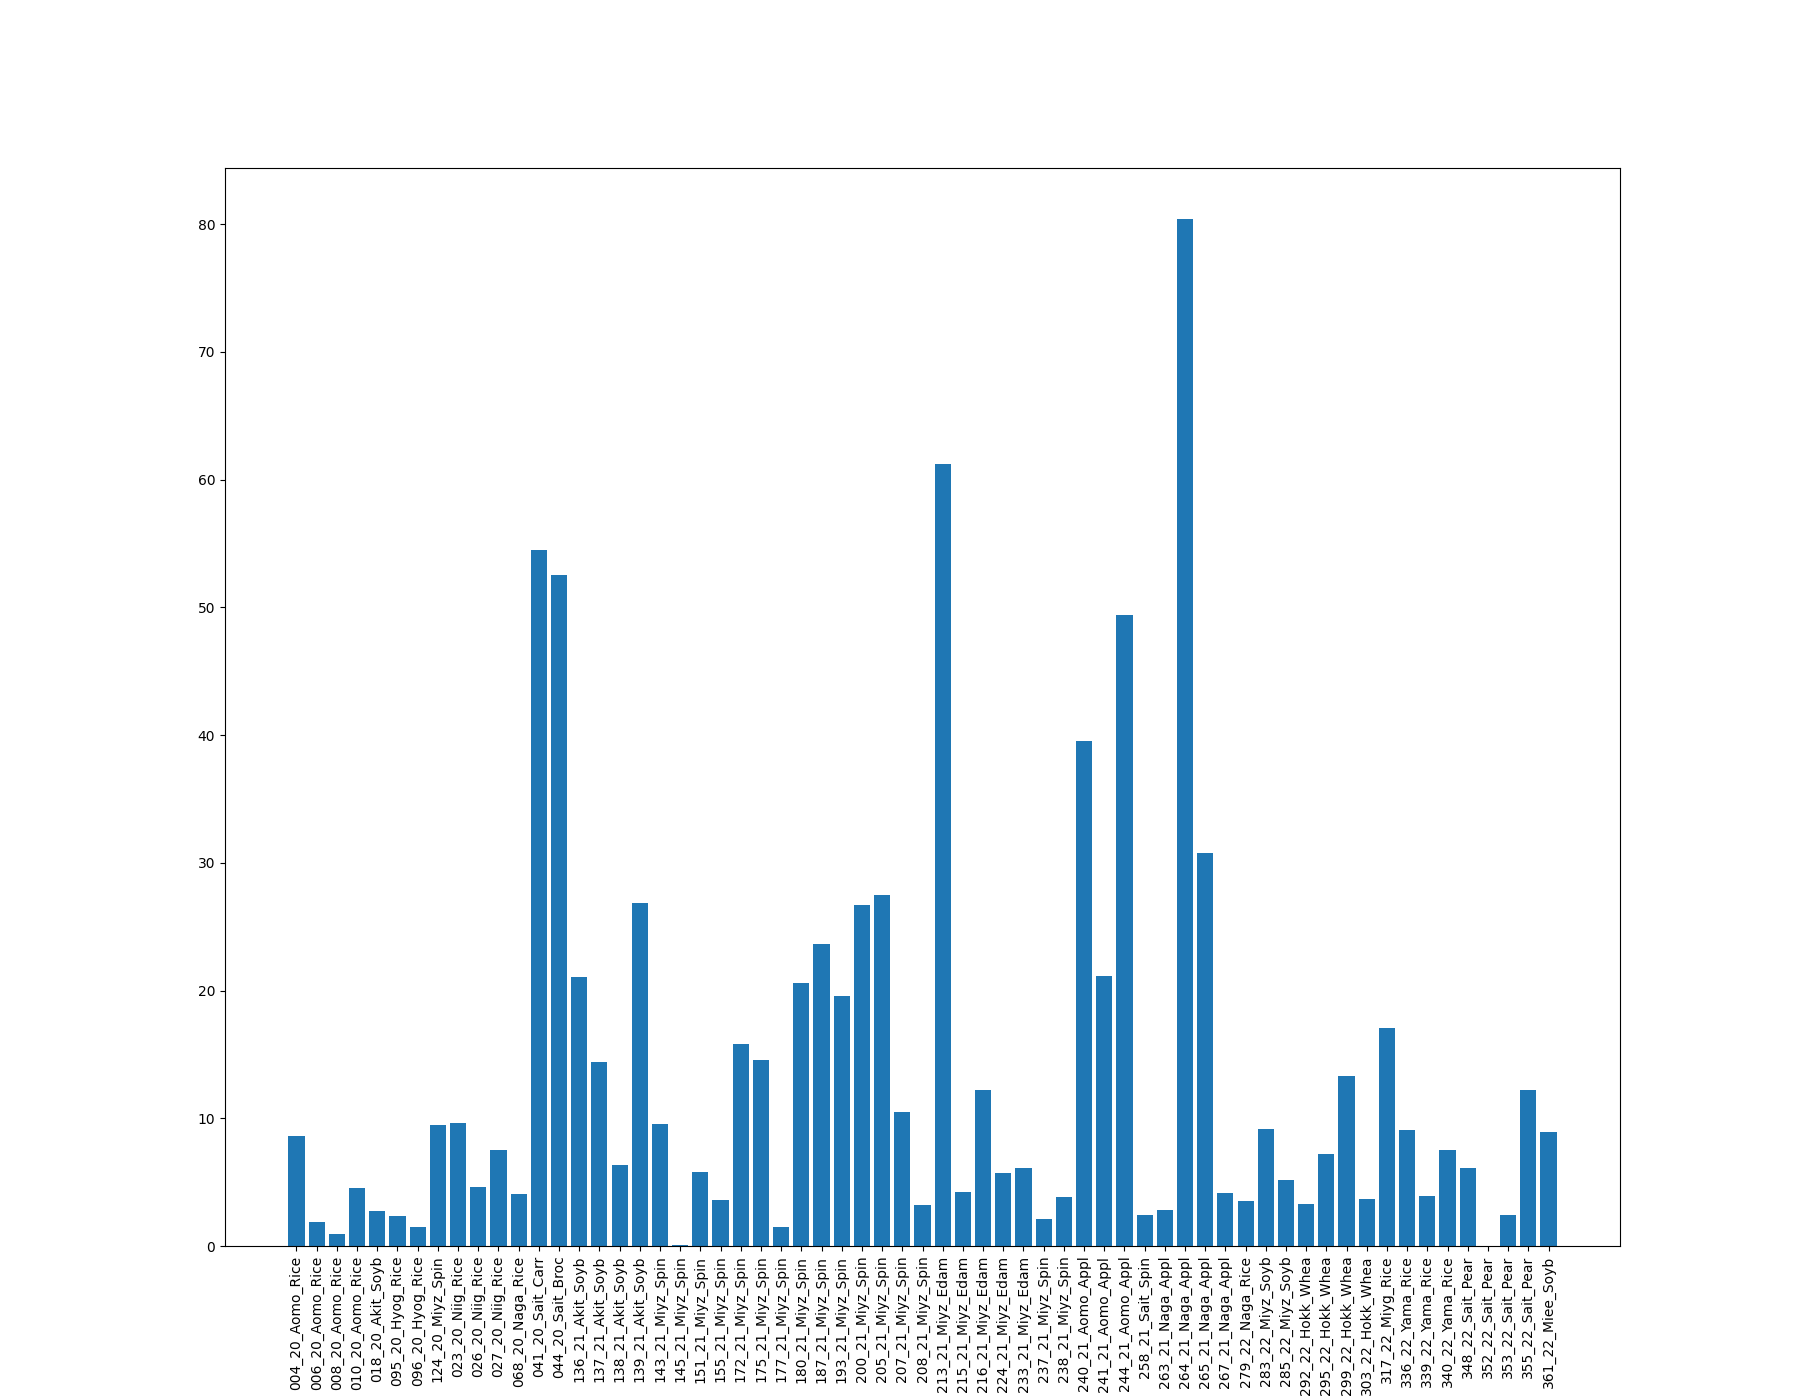 80
70
60
50
40
30
20
10
0
004_20_Aomo_Rice
006_20_Aomo_Rice
008_20_Aomo_Rice
010_20_Aomo_Rice
018_20_Akit_Soyb
095_20_Hyog_Rice
096_20_Hyog_Rice
124_20_Miyz_Spin
023_20_Niig_Rice
026_20_Niig_Rice
027_20_Niig_Rice
068_20_Naga_Rice
041_20_Sait_Carr
044_20_Sait_Broc
136_21_Akit_Soyb
137_21_Akit_Soyb
138_21_Akit_Soyb
139_21_Akit_Soyb
143_21_Miyz_Spin
145_21_Miyz_Spin
151_21_Miyz_Spin
155_21_Miyz_Spin
172_21_Miyz_Spin
175_21_Miyz_Spin
177_21_Miyz_Spin
180_21_Miyz_Spin
187_21_Miyz_Spin
193_21_Miyz_Spin
200_21_Miyz_Spin
205_21_Miyz_Spin
207_21_Miyz_Spin
208_21_Miyz_Spin
213_21_Miyz_Edam
215_21_Miyz_Edam
216_21_Miyz_Edam
224_21_Miyz_Edam
233_21_Miyz_Edam
237_21_Miyz_Spin
238_21_Miyz_Spin
240_21_Aomo_Appl
241_21_Aomo_Appl
244_21_Aomo_Appl
258_21_Sait_Spin
263_21_Naga_Appl
264_21_Naga_Appl
265_21_Naga_Appl
267_21_Naga_Appl
279_22_Naga_Rice
283_22_Miyz_Soyb
285_22_Miyz_Soyb
292_22_Hokk_Whea
295_22_Hokk_Whea
299_22_Hokk_Whea
303_22_Hokk_Whea
317_22_Miyg_Rice
336_22_Yama_Rice
339_22_Yama_Rice
340_22_Yama_Rice
348_22_Sait_Pear
352_22_Sait_Pear
353_22_Sait_Pear
355_22_Sait_Pear
361_22_Miee_Soyb